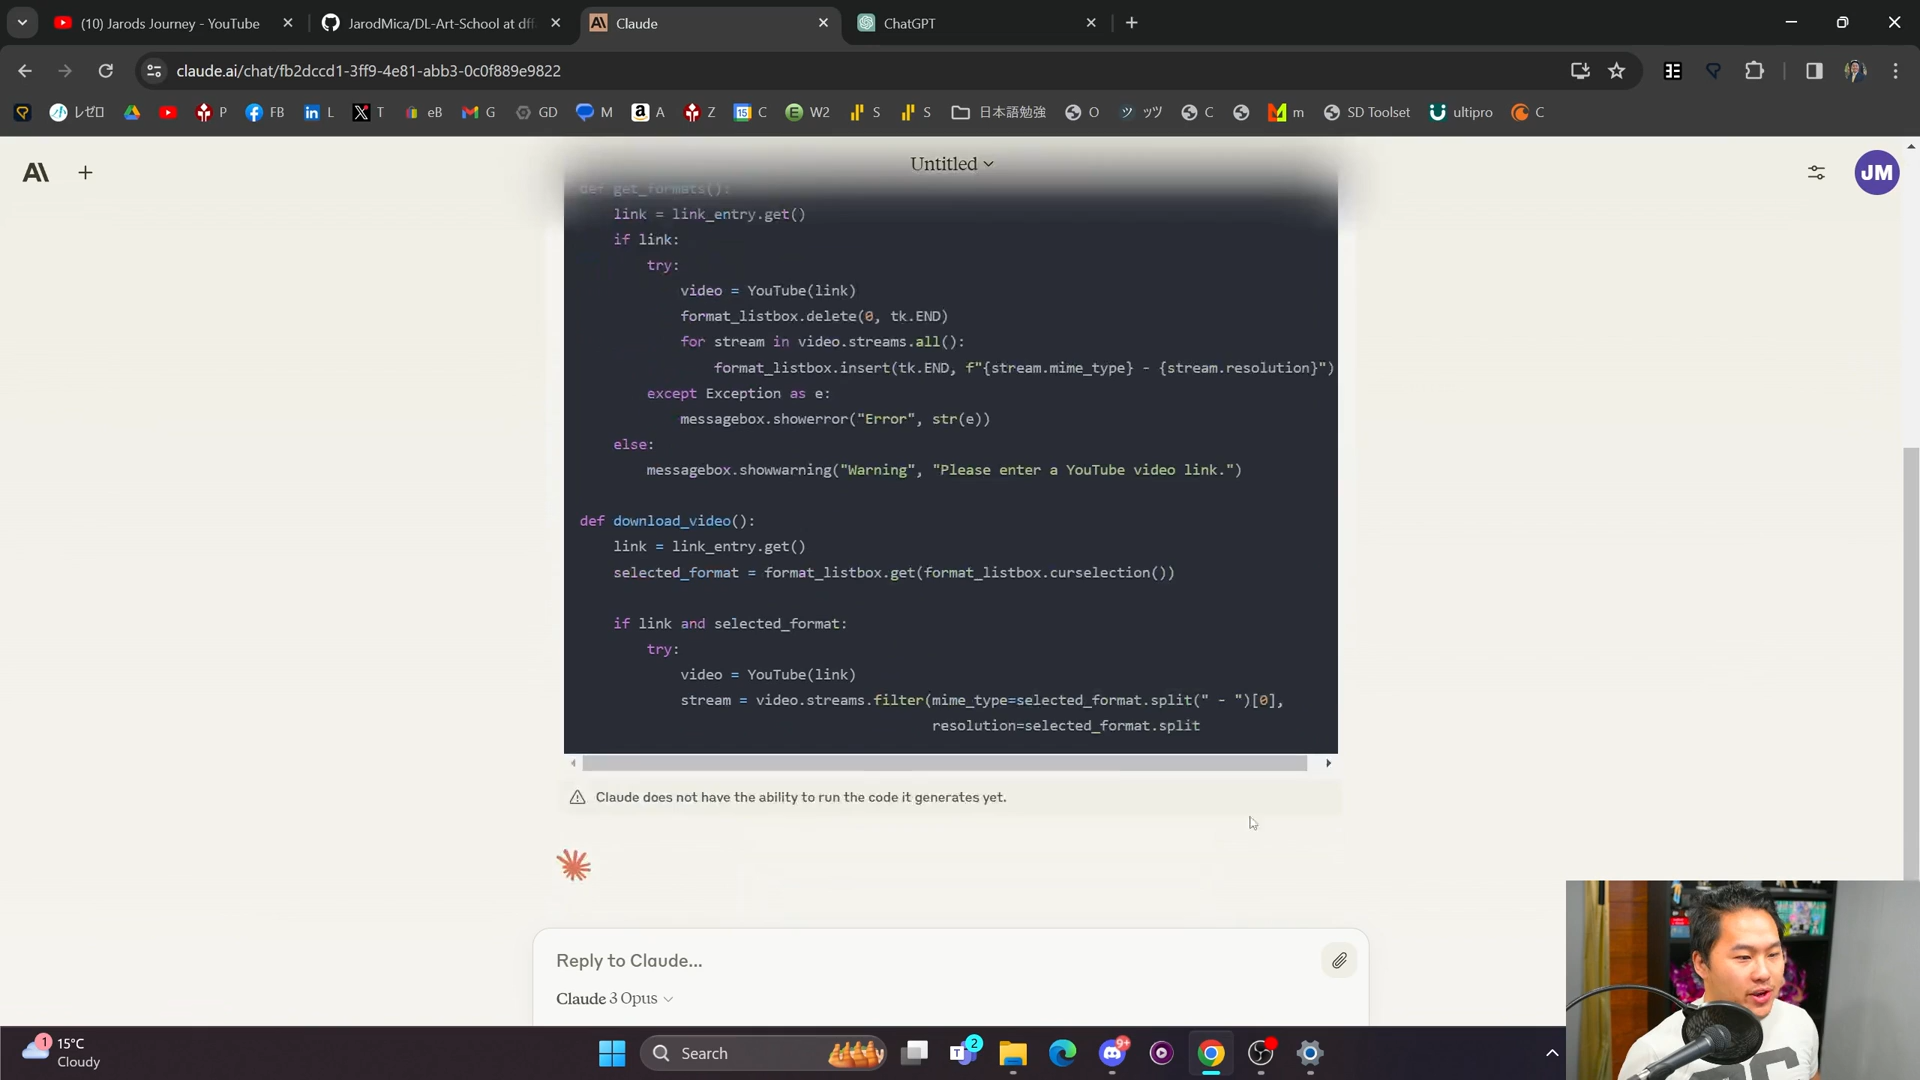 (10) Jarods Journey - YouTube
JarodMica/DL-Art-School at dff
Claude
ChatGPT
claude.ai/chat/fb2dccd1-3ff9-4e81-abb3-0c0f889e9822
レゼロ
P
FB
L
T
eB
G
GD
M
A
Z
C
W2
S
S
日本語勉強
O
ッツ
C
m
SD Toolset
ultipro
C
Untitled
JM
def get_formats():
link = link_entry.get()
if link:
try:
video = YouTube(link)
format_listbox.delete(0, tk.END)
for stream in video.streams.all():
format_listbox.insert(tk.END, f"{stream.mime_type} - {stream.resolution}")
except Exception as e:
messagebox.showerror("Error", str(e))
else:
messagebox.showwarning("Warning", "Please enter a YouTube video link.")
def download_video():
link = link_entry.get()
selected_format = format_listbox.get(format_listbox.curselection())
if link and selected_format:
try:
video = YouTube(link)
stream = video.streams.filter(mime_type=selected_format.split(" - ")[0],
resolution=selected_format.split
Claude does not have the ability to run the code it generates yet.
Reply to Claude...
Claude 3 Opus
1
15°C
Cloudy
Search
2
9+